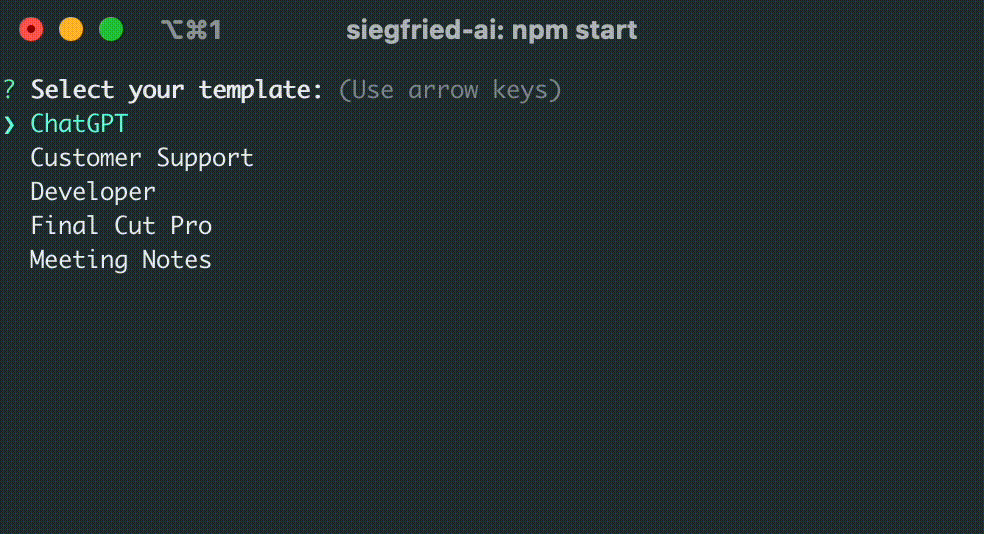 ⌥⌘1 siegfried-ai: npm start
? Select your template: (Use arrow keys)
❯ ChatGPT
Customer Support
Developer
Final Cut Pro
Meeting Notes